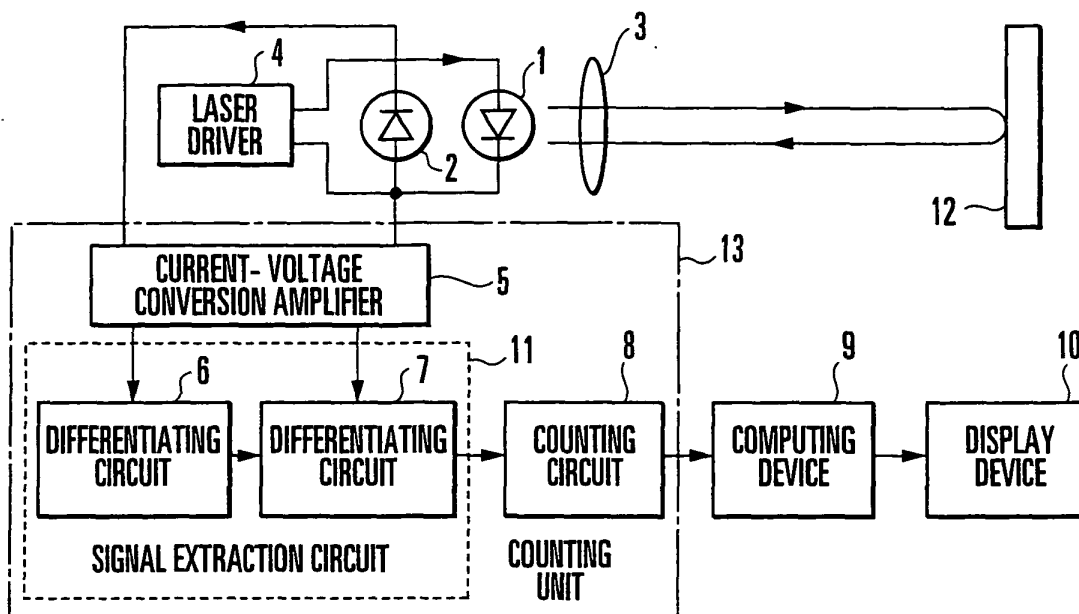 3
4
1
LASER
DRIVER
2
12
13
CURRENT- VOLTAGE
CONVERSION AMPLIFIER
5
11
6
7
8
9
10
DIFFERENTIATING
CIRCUIT
DIFFERENTIATING
CIRCUIT
COUNTING
CIRCUIT
COMPUTING
DEVICE
DISPLAY
DEVICE
SIGNAL EXTRACTION CIRCUIT
COUNTING
UNIT